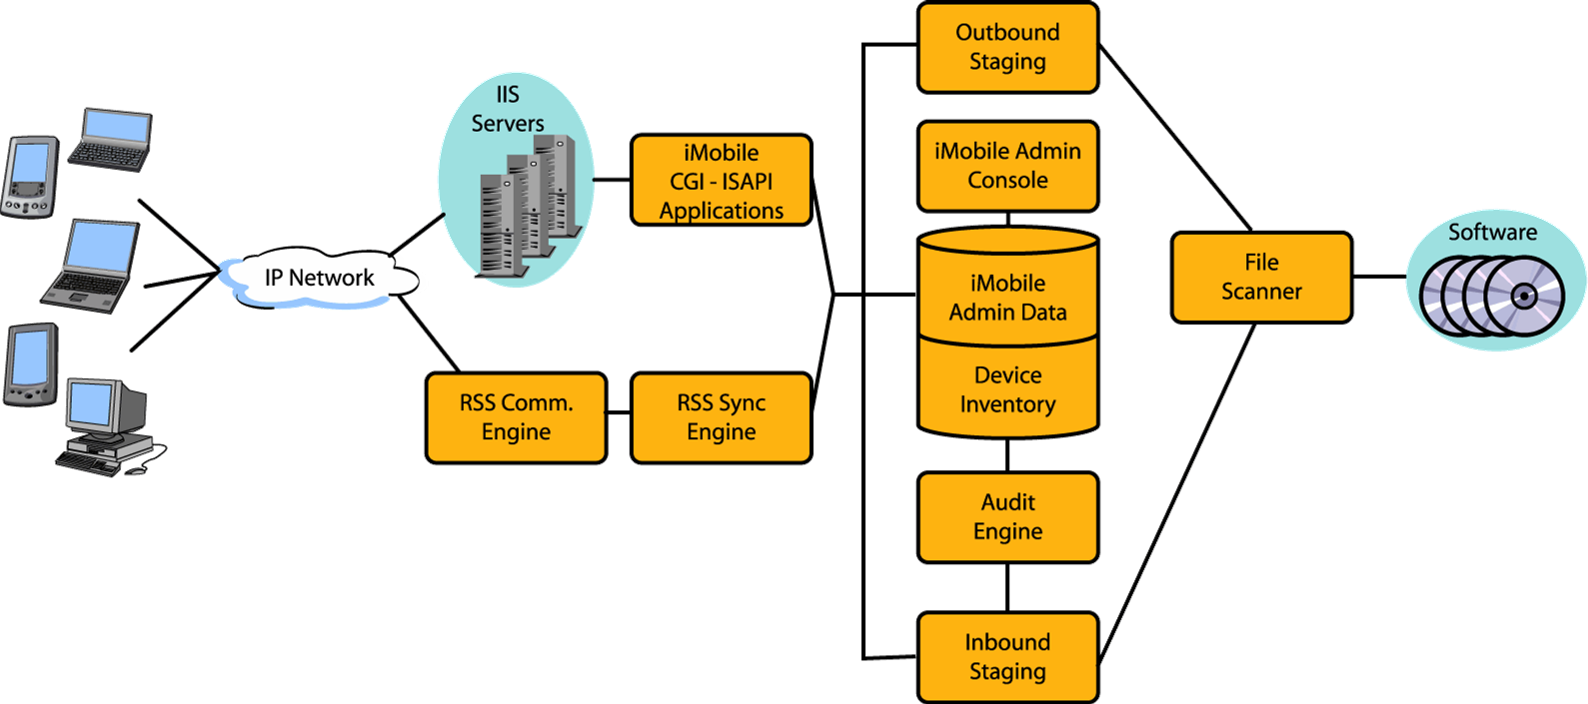 IIS
Servers
iMobile
CGI - ISAPI
Applications
IP Network
RSS Comm.
Engine
RSS Sync
Engine
Outbound
Staging
iMobile Admin
Console
iMobile
Admin Data
Device
Inventory
Audit
Engine
Inbound
Staging
File
Scanner
Software